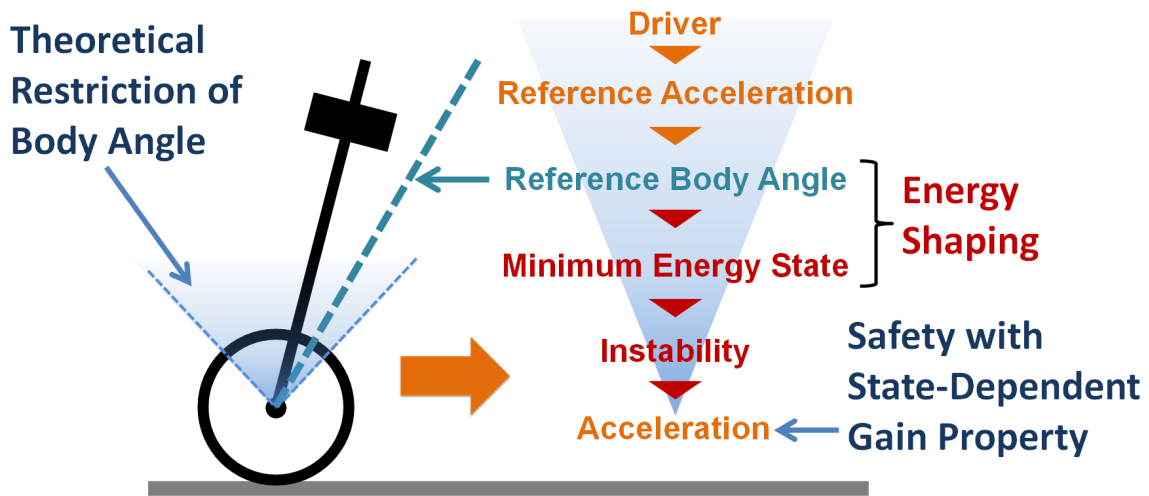 Theoretical
Restriction of
Body Angle
Driver
Reference Acceleration
Reference Body Angle
Minimum Energy State
Instability
Acceleration
Energy
Shaping
Safety with
State-Dependent
Gain Property